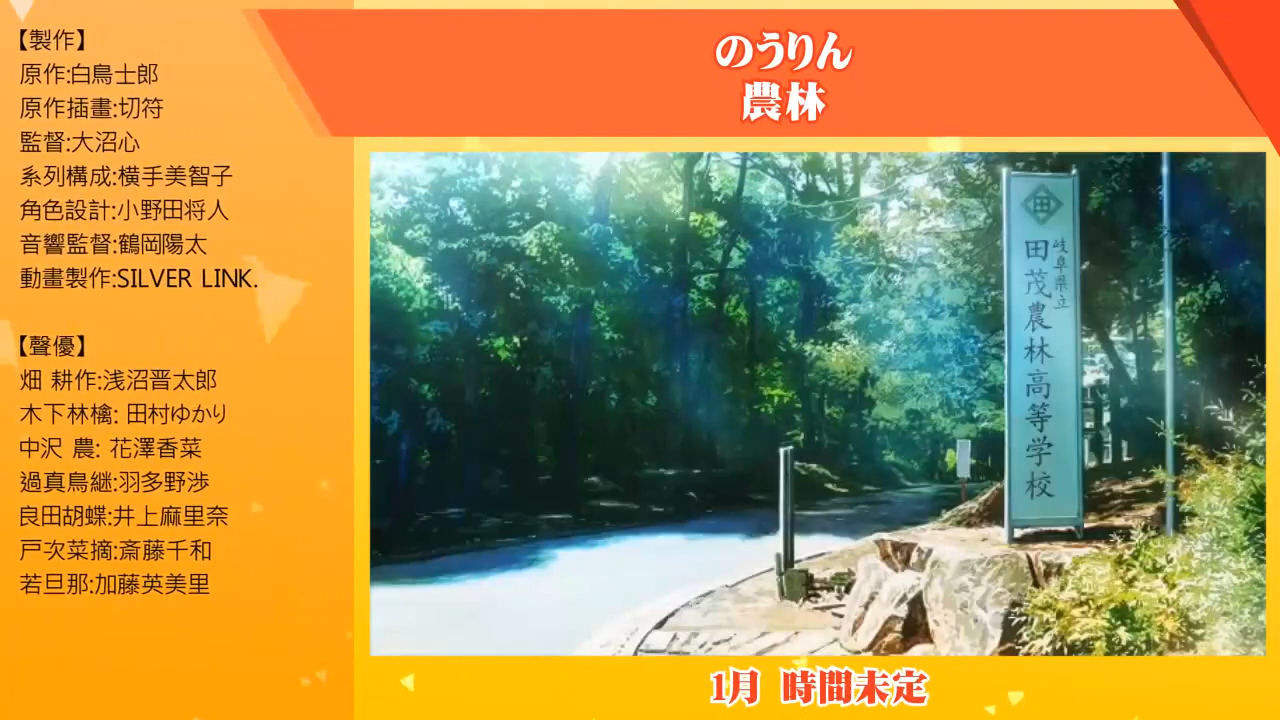 【製作】
原作:白鳥士郎
原作插畫:切符
監督:大沼心
系列構成:横手美智子
角色設計:小野田将人
音響監督:鶴岡陽太
動畫製作:SILVER LINK.
【聲優】
畑 耕作:浅沼晋太郎
木下林檎: 田村ゆかり
中沢 農: 花澤香菜
過真鳥継:羽多野渉
良田胡蝶:井上麻里奈
戸次菜摘:斎藤千和
若旦那:加藤英美里
のうりん
農林
岐阜県立
田茂農林高等学校
1月 時間未定